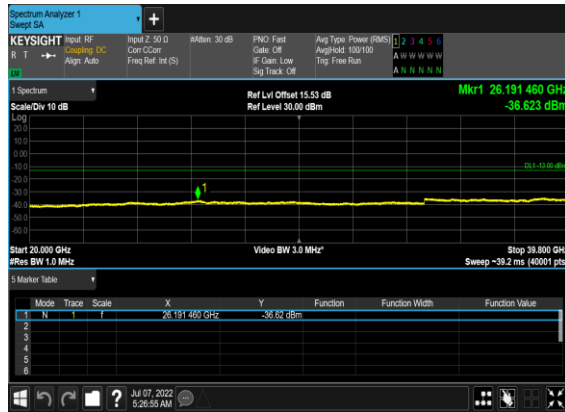 Spectrum Analyzer 1
Swept SA
+
KEYSIGHT Input: RF Input Z: 50 Ω #Atten: 30 dB PNO: Fast Avg Type: Power (RMS) 1 2 3 4 5 6
R T Coupling: DC Corr CCorr Gate: Off Avg|Hold: 100/100 A W W W W W
Align: Auto Freq Ref: Int (S) IF Gain: Low Trig: Free Run
Sig Track: Off A N N N N N
LXI
1 Spectrum Ref Lvl Offset 15.53 dB Mkr1 26.191 460 GHz
Scale/Div 10 dB Ref Level 30.00 dBm -36.623 dBm
Log
20.0
10.0
0.00
-10.0 DL1 -13.00 dBm
-20.0
-30.0 1
-40.0
-50.0
-60.0
Start 20.000 GHz Video BW 3.0 MHz* Stop 39.800 GHz
#Res BW 1.0 MHz Sweep ~39.2 ms (40001 pts)
5 Marker Table
Mode Trace Scale X Y Function Function Width Function Value
1 N 1 f 26.191 460 GHz -36.62 dBm
2
3
4
5
6
? Jul 07, 2022
5:26:55 AM